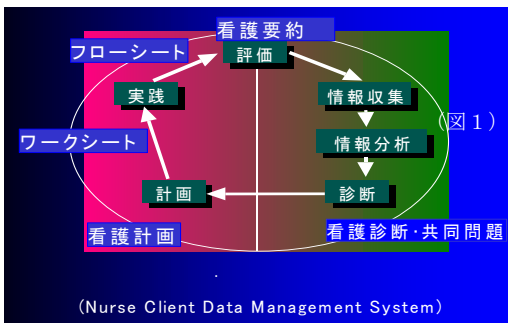 看護要約
フローシート
評価
実践
情報収集
(図1)
ワークシート
情報分析
計画
診断
看護計画
看護診断・共同問題
(Nurse Client Data Management System)